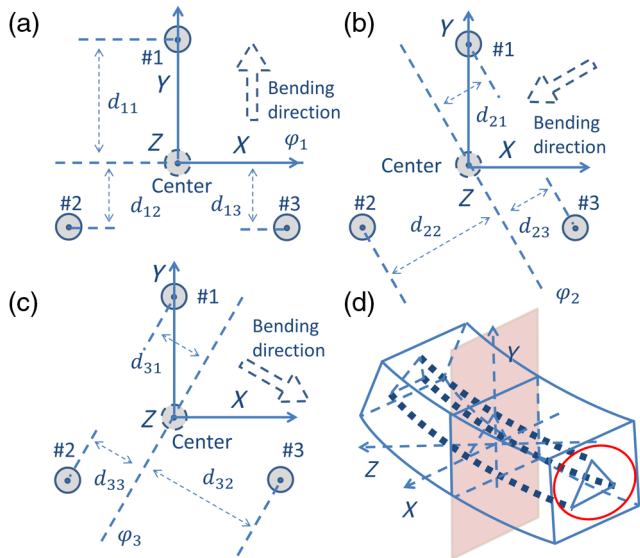 (a)
#1
Y
d11
Bending
direction
Z
X
φ1
Center
#2
d12
d13
#3
(b)
Y
#1
d21
Bending
direction
X
Center
Z
#2
#3
d22
d23
φ2
(c)
Y
#1
Bending
direction
d31
Z
X
Center
#2
#3
d33
d32
φ3
(d)
Y
Z
X